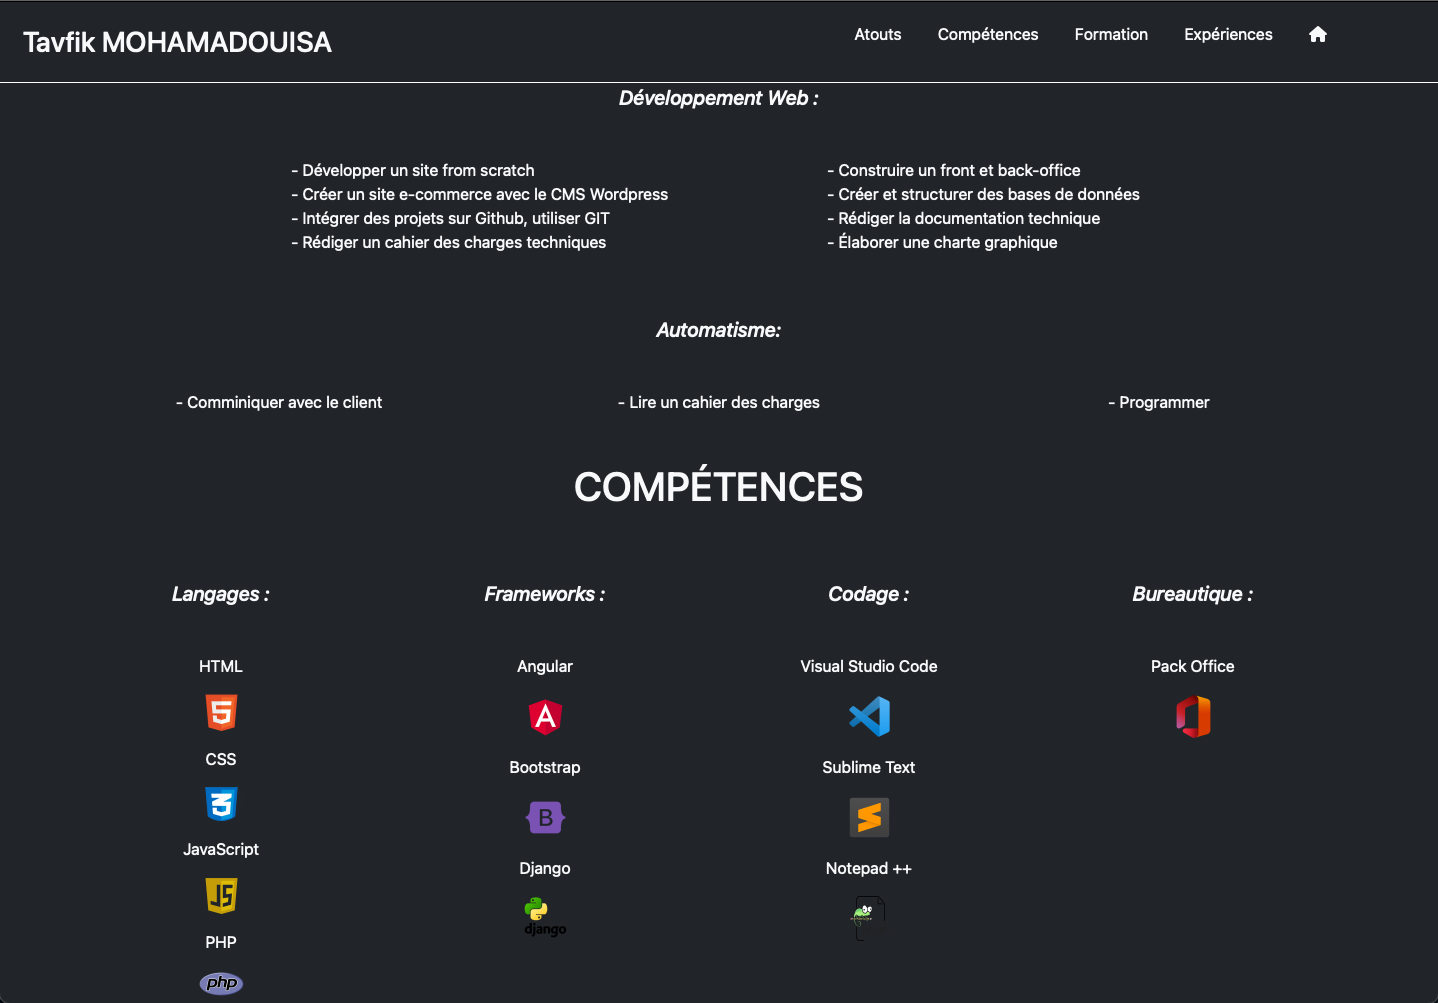 Tavfik MOHAMADOUISA
Atouts Compétences Formation Expériences
Développement Web :
- Développer un site from scratch
- Créer un site e-commerce avec le CMS Wordpress
- Intégrer des projets sur Github, utiliser GIT
- Rédiger un cahier des charges techniques
- Construire un front et back-office
- Créer et structurer des bases de données
- Rédiger la documentation technique
- Élaborer une charte graphique
Automatisme:
- Comminiquer avec le client
- Lire un cahier des charges
- Programmer
COMPÉTENCES
Langages :
HTML
5
CSS
3
JavaScript
JS
PHP
php
Frameworks :
Angular
A
Bootstrap
B
Django
django
Codage :
Visual Studio Code
Sublime Text
S
Notepad ++
Bureautique :
Pack Office